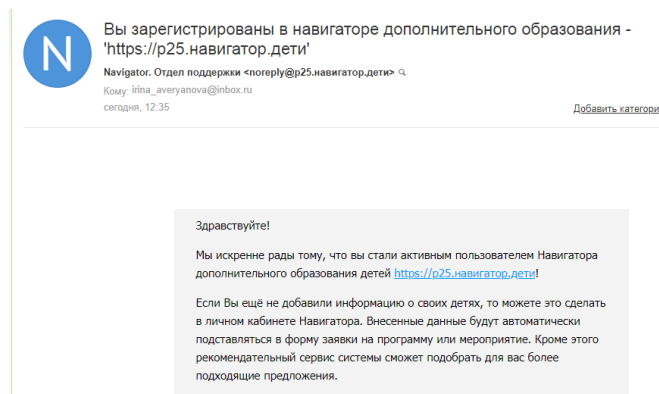 N
Вы зарегистрированы в навигаторе дополнительного образования -
'https://р25.навигатор.дети'
Navigator. Отдел поддержки <noreply@р25.навигатор.дети>
Кому: irina_averyanova@inbox.ru
сегодня, 12:35
Добавить категори
Здравствуйте!
Мы искренне рады тому, что вы стали активным пользователем Навигатора
дополнительного образования детей https://р25.навигатор.дети!
Если Вы ещё не добавили информацию о своих детях, то можете это сделать
в личном кабинете Навигатора. Внесенные данные будут автоматически
подставляться в форму заявки на программу или мероприятие. Кроме этого
рекомендательный сервис системы сможет подобрать для вас более
подходящие предложения.